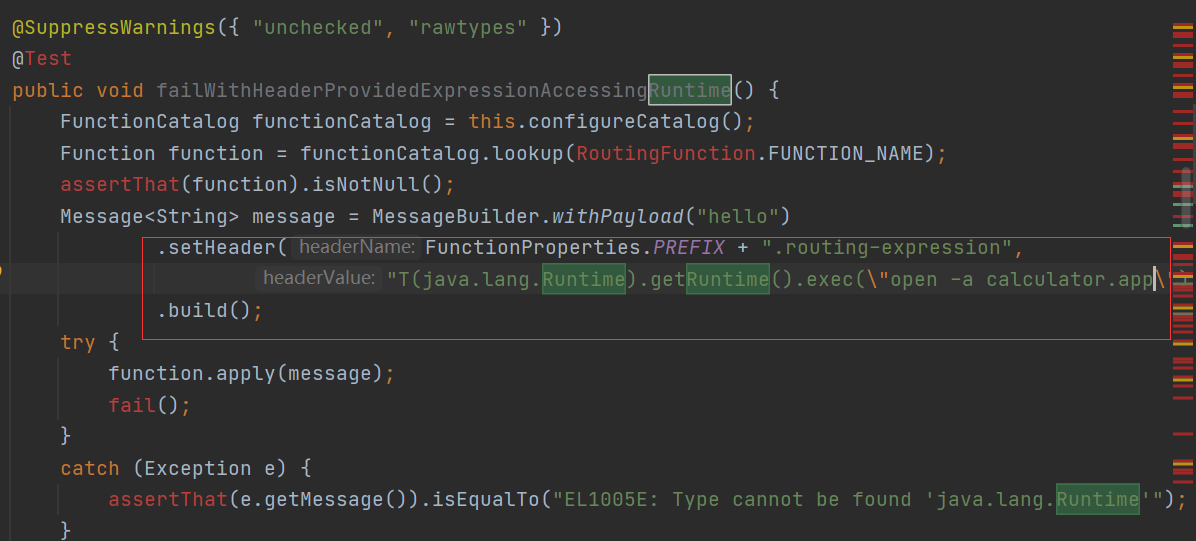 @SuppressWarnings({ "unchecked", "rawtypes" })
@Test
public void failWithHeaderProvidedExpressionAccessingRuntime() {
FunctionCatalog functionCatalog = this.configureCatalog();
Function function = functionCatalog.lookup(RoutingFunction.FUNCTION_NAME);
assertThat(function).isNotNull();
Message<String> message = MessageBuilder.withPayload("hello")
.setHeader( headerName: FunctionProperties.PREFIX + ".routing-expression",
headerValue: "T(java.lang.Runtime).getRuntime().exec(\"open -a calculator.app\")
.build();
try {
function.apply(message);
fail();
}
catch (Exception e) {
assertThat(e.getMessage()).isEqualTo("EL1005E: Type cannot be found 'java.lang.Runtime'");
}